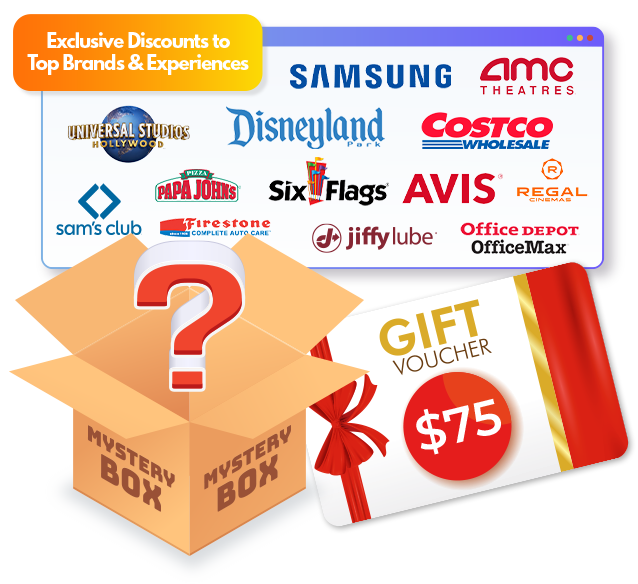 Exclusive Discounts to
Top Brands & Experiences
SAMSUNG
amc
THEATRES
UNIVERSAL STUDIOS
HOLLYWOOD
Disneyland
Park
COSTCO
WHOLESALE
PIZZA
PAPA JOHNS
Six Flags
AVIS
R
REGAL
CINEMAS
sam's club
Firestone
COMPLETE AUTO CARE
jiffy lube
Office DEPOT
OfficeMax
?
GIFT
VOUCHER
$75
MYSTERY
BOX
MYSTERY
BOX